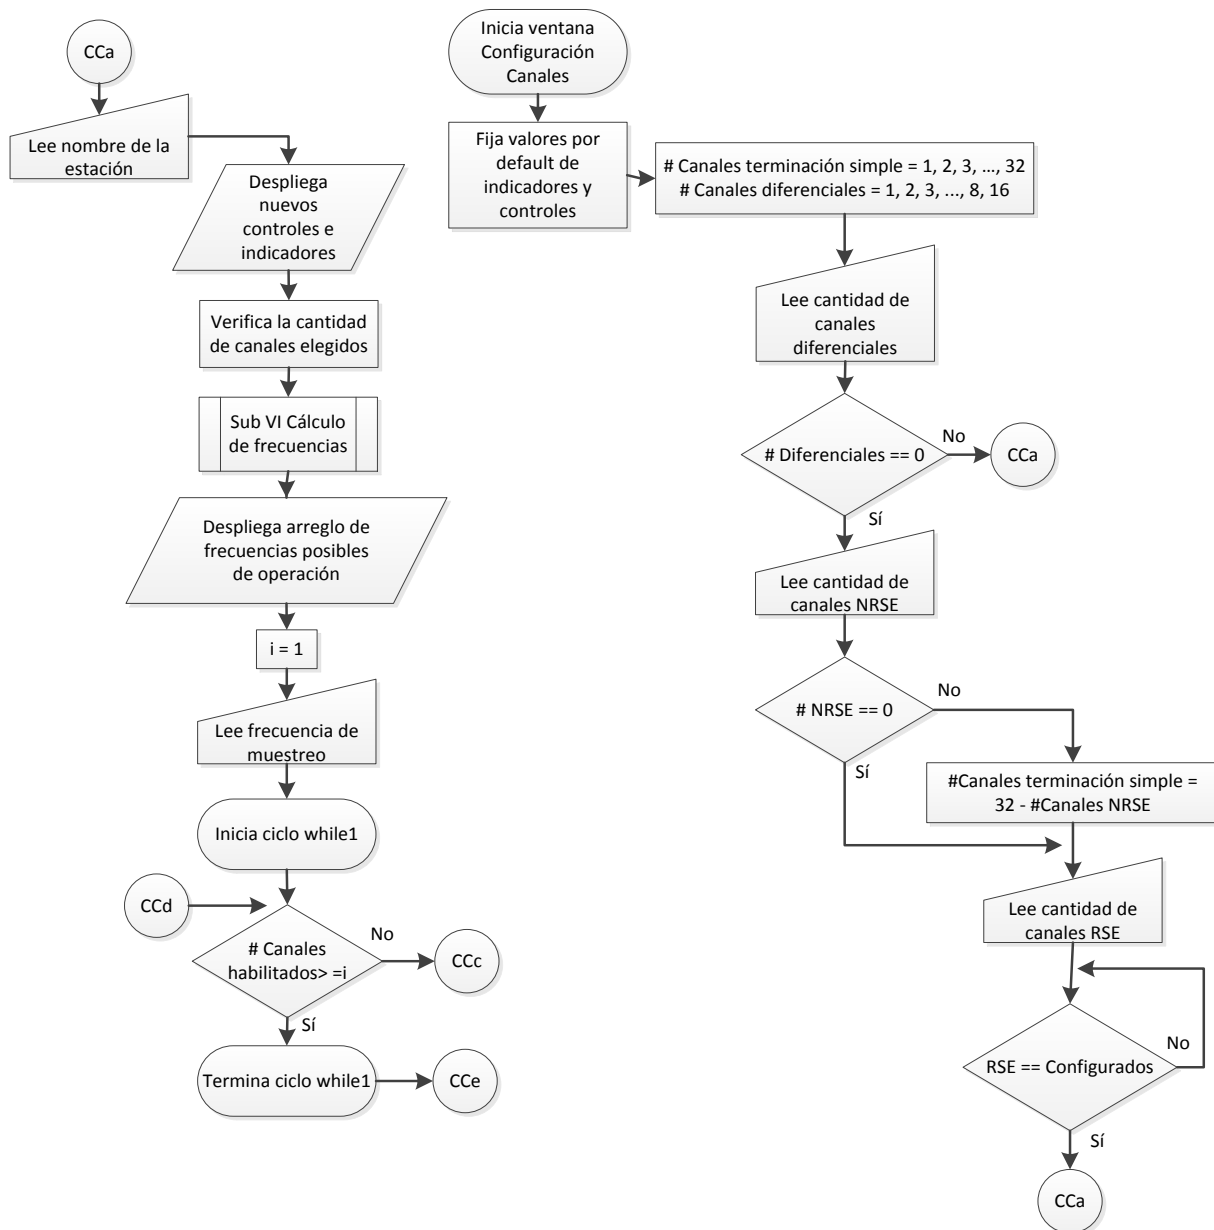 CCa
Lee nombre de la
estación
Despliega
nuevos
controles e
indicadores
Verifica la cantidad
de canales elegidos
Sub VI Cálculo
de frecuencias
Despliega arreglo de
frecuencias posibles
de operación
i = 1
Lee frecuencia de
muestreo
Inicia ciclo while1
CCd
# Canales
habilitados> =i
No
CCc
Sí
Termina ciclo while1
CCe
Inicia ventana
Configuración
Canales
Fija valores por
default de
indicadores y
controles
# Canales terminación simple = 1, 2, 3, ..., 32
# Canales diferenciales = 1, 2, 3, ..., 8, 16
Lee cantidad de
canales
diferenciales
# Diferenciales == 0
No
CCa
Sí
Lee cantidad de
canales NRSE
# NRSE == 0
No
Sí
#Canales terminación simple =
32 - #Canales NRSE
Lee cantidad de
canales RSE
RSE == Configurados
No
Sí
CCa